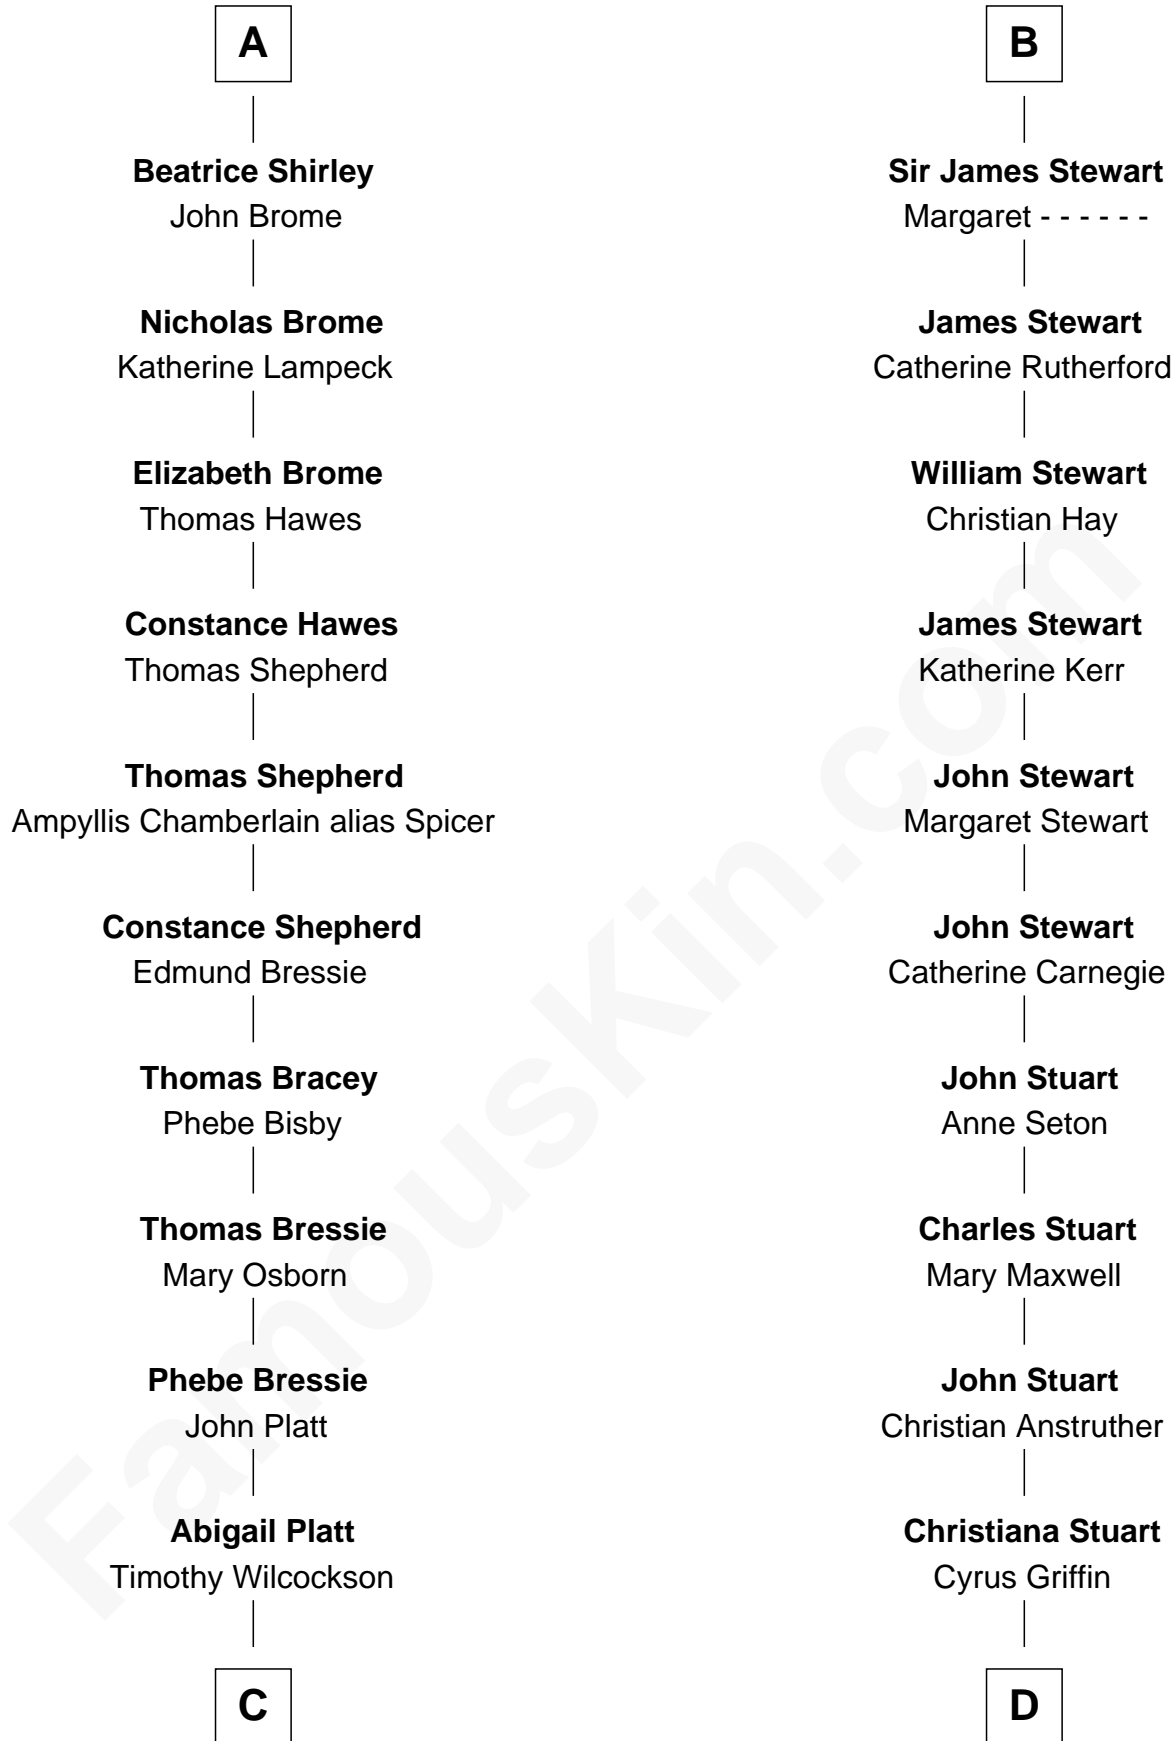 A
Beatrice Shirley
John Brome
Nicholas Brome
Katherine Lampeck
Elizabeth Brome
Thomas Hawes
Constance Hawes
Thomas Shepherd
Thomas Shepherd
Ampyllis Chamberlain alias Spicer
Constance Shepherd
Edmund Bressie
Thomas Bracey
Phebe Bisby
Thomas Bressie
Mary Osborn
Phebe Bressie
John Platt
Abigail Platt
Timothy Wilcockson
C
B
Sir James Stewart
Margaret - - - - - -
James Stewart
Catherine Rutherford
William Stewart
Christian Hay
James Stewart
Katherine Kerr
John Stewart
Margaret Stewart
John Stewart
Catherine Carnegie
John Stuart
Anne Seton
Charles Stuart
Mary Maxwell
John Stuart
Christian Anstruther
Christiana Stuart
Cyrus Griffin
D
FamousKin.com